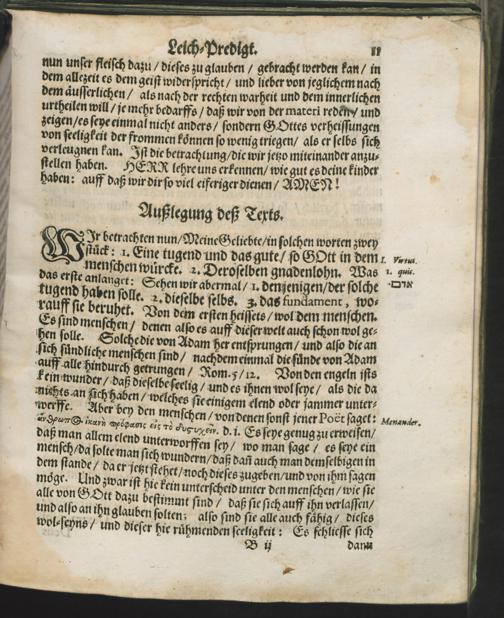 Leich-Predigt. 11
nun unser fleisch dazu / dieses zu glauben / gebracht werden kan / in
dem allezeit es dem geist widerspricht / und lieber von jeglichem nach
dem äusserlichen / als nach der rechten warheit und dem innerlichen
urtheilen will / je mehr bedarffs / daß wir von der materi reden / und
zeigen / es seye einmal nicht anders / sondern GOttes verheissungen
von seeligkeit der frommen können so wenig triegen / als er selbs sich
verleugnen kan. Ist die betrachtung / die wir jetzo miteinander anzu-
stellen haben. HERR lehre uns erkennen / wie gut es deine kinder
haben: auff daß wir dir so viel eiferiger dienen / AMEN!
Außlegung deß Texts.
WIr betrachten nun / Meine Geliebte / in solchen worten zwey
stück: 1. Eine tugend und das gute / so GOtt in dem
menschen würcke. 2. Deroselben gnadenlohn. Was
das erste anlanget: Sehen wir abermal / 1. denjenigen / der solche
tugend haben solle. 2. dieselbe selbs. 3. das fundament, wo-
rauff sie beruhet. Von dem ersten heissets / wol dem menschen.
Es sind menschen / denen also es auff dieser welt auch schon wol ge-
hen solle. Solche die von Adam her entsprungen / und also die an
sich sündliche menschen sind / nachdem einmal die sünde von Adam
auff alle hindurch getrungen / Rom. 5 / 12. Von den engeln ists
kein wunder / daß dieselbe seelig / und es ihnen wol seye / als die da
nichts an sich haben / welches sie einigem elend oder jammer unter-
werffe. Aber bey den menschen / von denen sonst jener Poët saget:
ἄνθρωπος ἱκανὴ πρόφασις εἰς τὸ δυςυχεῖν. d. i. Es seye genug zu erweisen /
daß man allem elend unterworffen sey / wo man sage / es seye ein
mensch / da solte man sich wundern / daß dañ auch man demselbigen in
dem stande / da er jetzt stehet / noch dieses zugeben / und von ihm sagen
möge. Und zwar ist hie kein unterscheid unter den menschen / wie sie
alle von GOtt dazu bestimmt sind / daß sie sich auff ihn verlassen /
und also an ihn glauben solten; also sind sie alle auch fähig / dieses
wol-seyns / und dieser hie rühmenden seeligkeit: Es schliesse sich
B ij dann
I. Virtus.
1. quis.
אדם.
Menander.